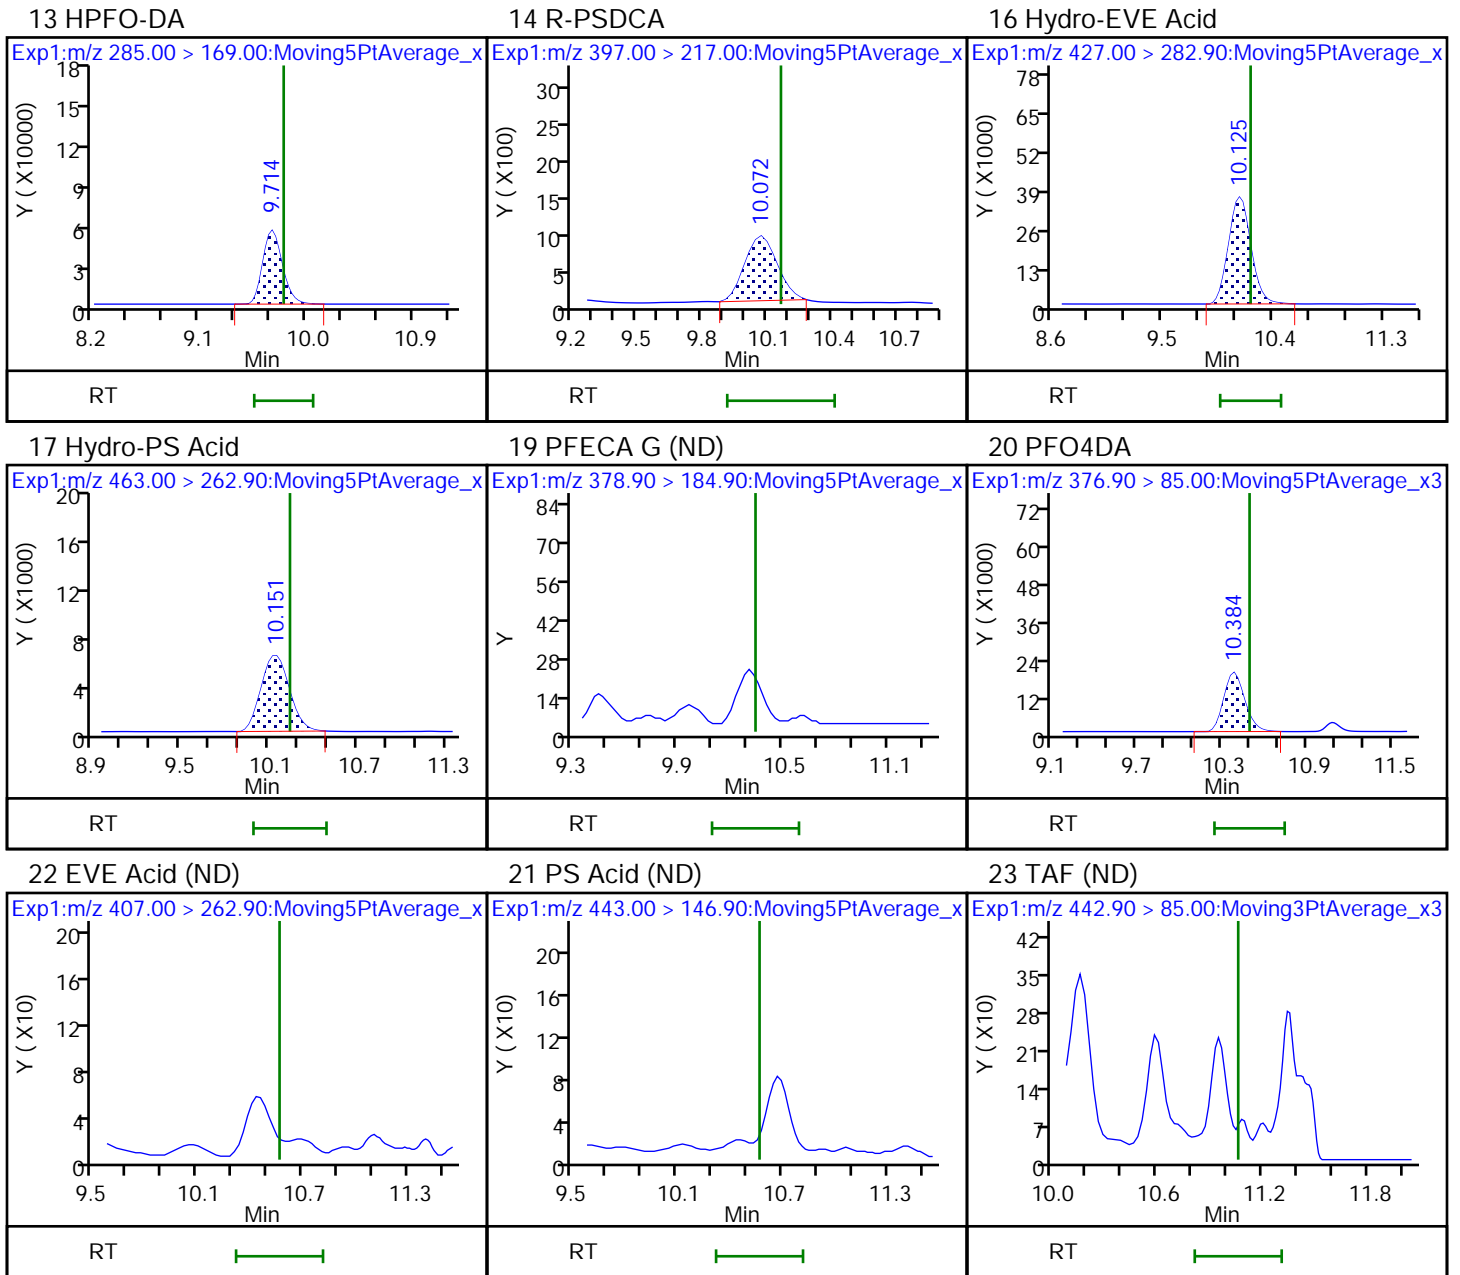 13 HPFO-DA
Exp1:m/z 285.00 > 169.00:Moving5PtAverage_x
Y ( X10000)
18
15
12
9
6
3
0
9.714
8.2 9.1 10.0 10.9
Min
RT
14 R-PSDCA
Exp1:m/z 397.00 > 217.00:Moving5PtAverage_x
Y ( X100)
30
25
20
15
10
5
0
10.072
9.2 9.5 9.8 10.1 10.4 10.7
Min
RT
16 Hydro-EVE Acid
Exp1:m/z 427.00 > 282.90:Moving5PtAverage_x
Y ( X1000)
78
65
52
39
26
13
0
10.125
8.6 9.5 10.4 11.3
Min
RT
17 Hydro-PS Acid
Exp1:m/z 463.00 > 262.90:Moving5PtAverage_x
Y ( X1000)
20
16
12
8
4
0
10.151
8.9 9.5 10.1 10.7 11.3
Min
RT
19 PFECA G (ND)
Exp1:m/z 378.90 > 184.90:Moving5PtAverage_x
Y
84
70
56
42
28
14
0
9.3 9.9 10.5 11.1
Min
RT
20 PFO4DA
Exp1:m/z 376.90 > 85.00:Moving5PtAverage_x3
Y ( X1000)
72
60
48
36
24
12
0
10.384
9.1 9.7 10.3 10.9 11.5
Min
RT
22 EVE Acid (ND)
Exp1:m/z 407.00 > 262.90:Moving5PtAverage_x
Y ( X10)
20
16
12
8
4
0
9.5 10.1 10.7 11.3
Min
RT
21 PS Acid (ND)
Exp1:m/z 443.00 > 146.90:Moving5PtAverage_x
Y ( X10)
20
16
12
8
4
0
9.5 10.1 10.7 11.3
Min
RT
23 TAF (ND)
Exp1:m/z 442.90 > 85.00:Moving3PtAverage_x3
Y ( X10)
42
35
28
21
14
7
0
10.0 10.6 11.2 11.8
Min
RT